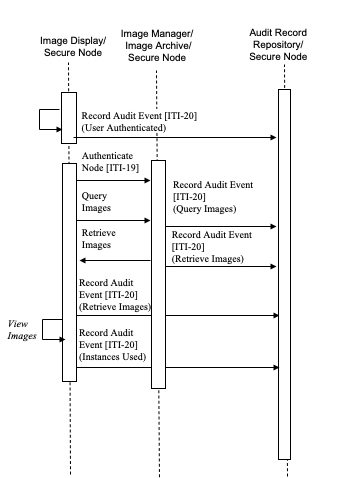 Image Display/
Secure Node
Image Manager/
Image Archive/
Secure Node
Audit Record
Repository/
Secure Node
Record Audit Event [ITI-20]
(User Authenticated)
Authenticate
Node [ITI-19]
Query
Images
Record Audit Event
[ITI-20]
(Query Images)
Retrieve
Images
Record Audit Event
[ITI-20]
(Retrieve Images)
Record Audit
Event [ITI-20]
(Retrieve Images)
View
Images
Record Audit
Event [ITI-20]
(Instances Used)